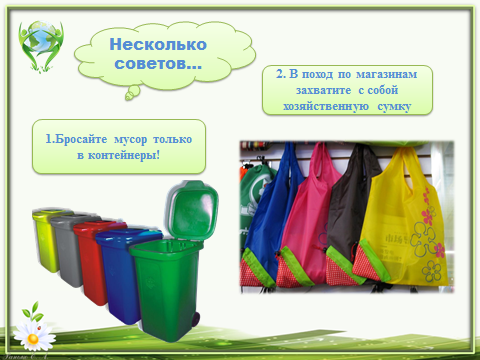 Несколько
советов...
2. В поход по магазинам
захватите с собой
хозяйственную сумку
1.Бросайте мусор только
в контейнеры!